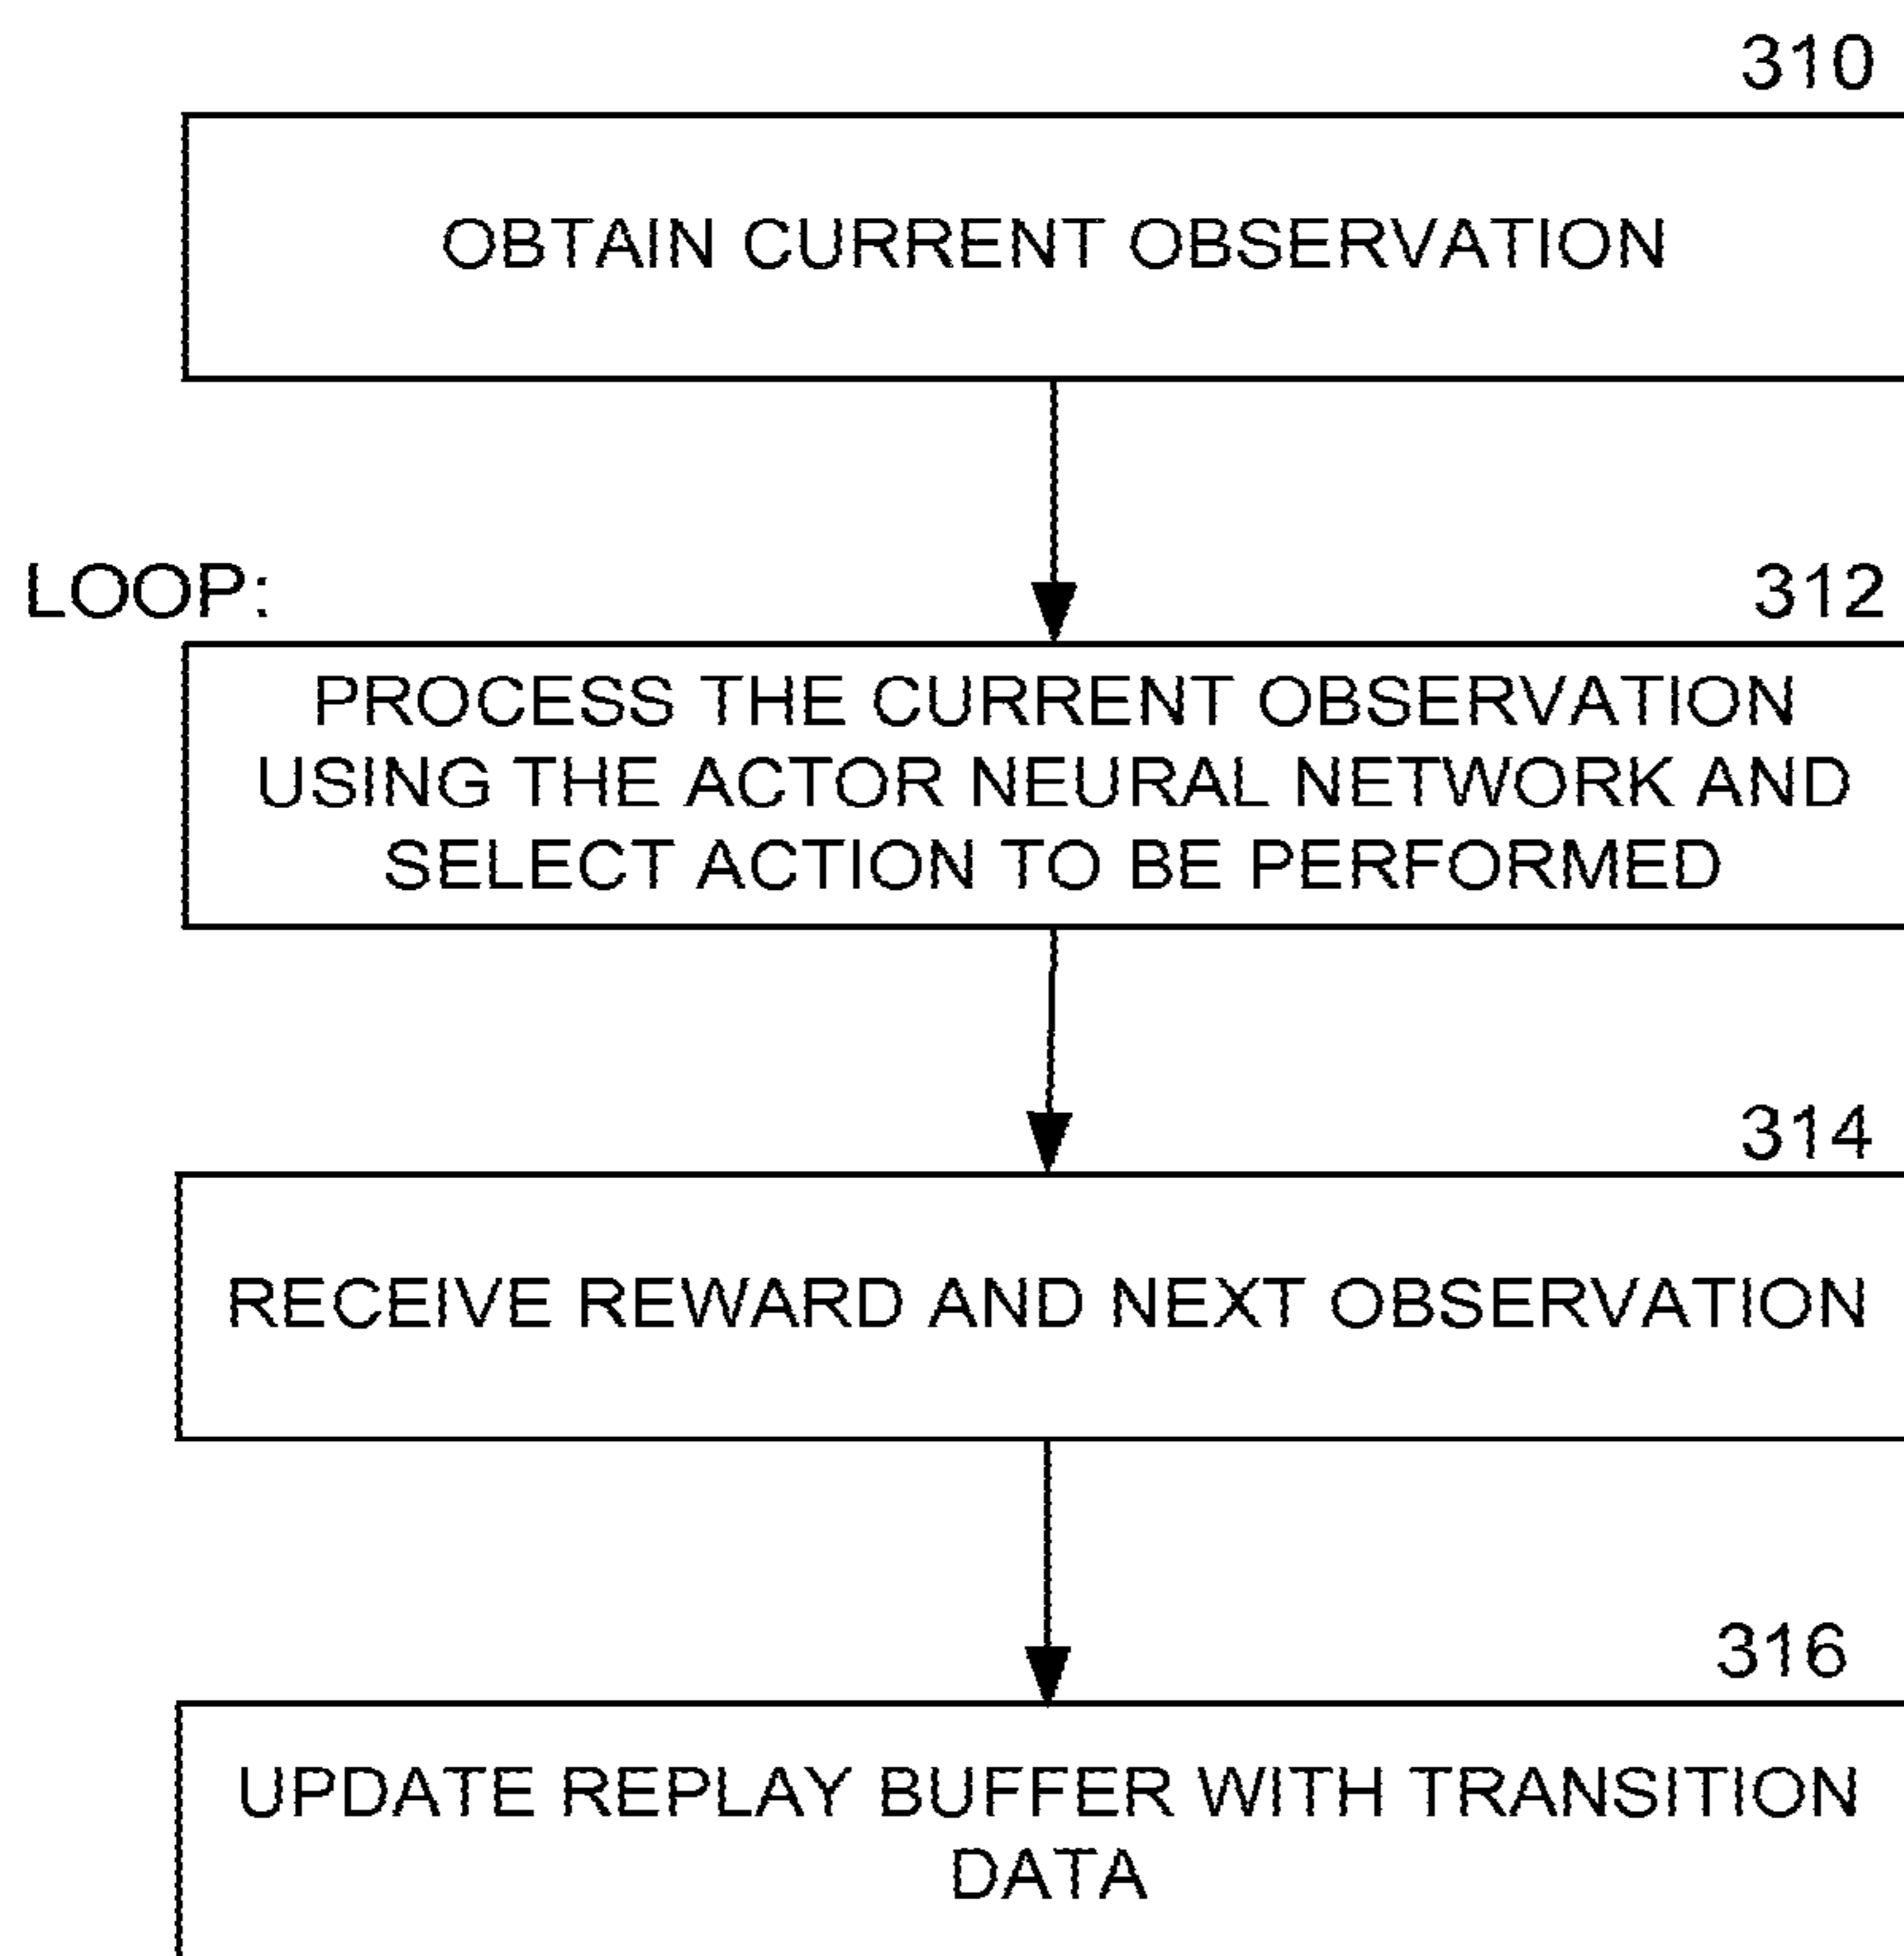 310
OBTAIN CURRENT OBSERVATION
LOOP:
312
PROCESS THE CURRENT OBSERVATION
USING THE ACTOR NEURAL NETWORK AND
SELECT ACTION TO BE PERFORMED
314
RECEIVE REWARD AND NEXT OBSERVATION
316
UPDATE REPLAY BUFFER WITH TRANSITION
DATA